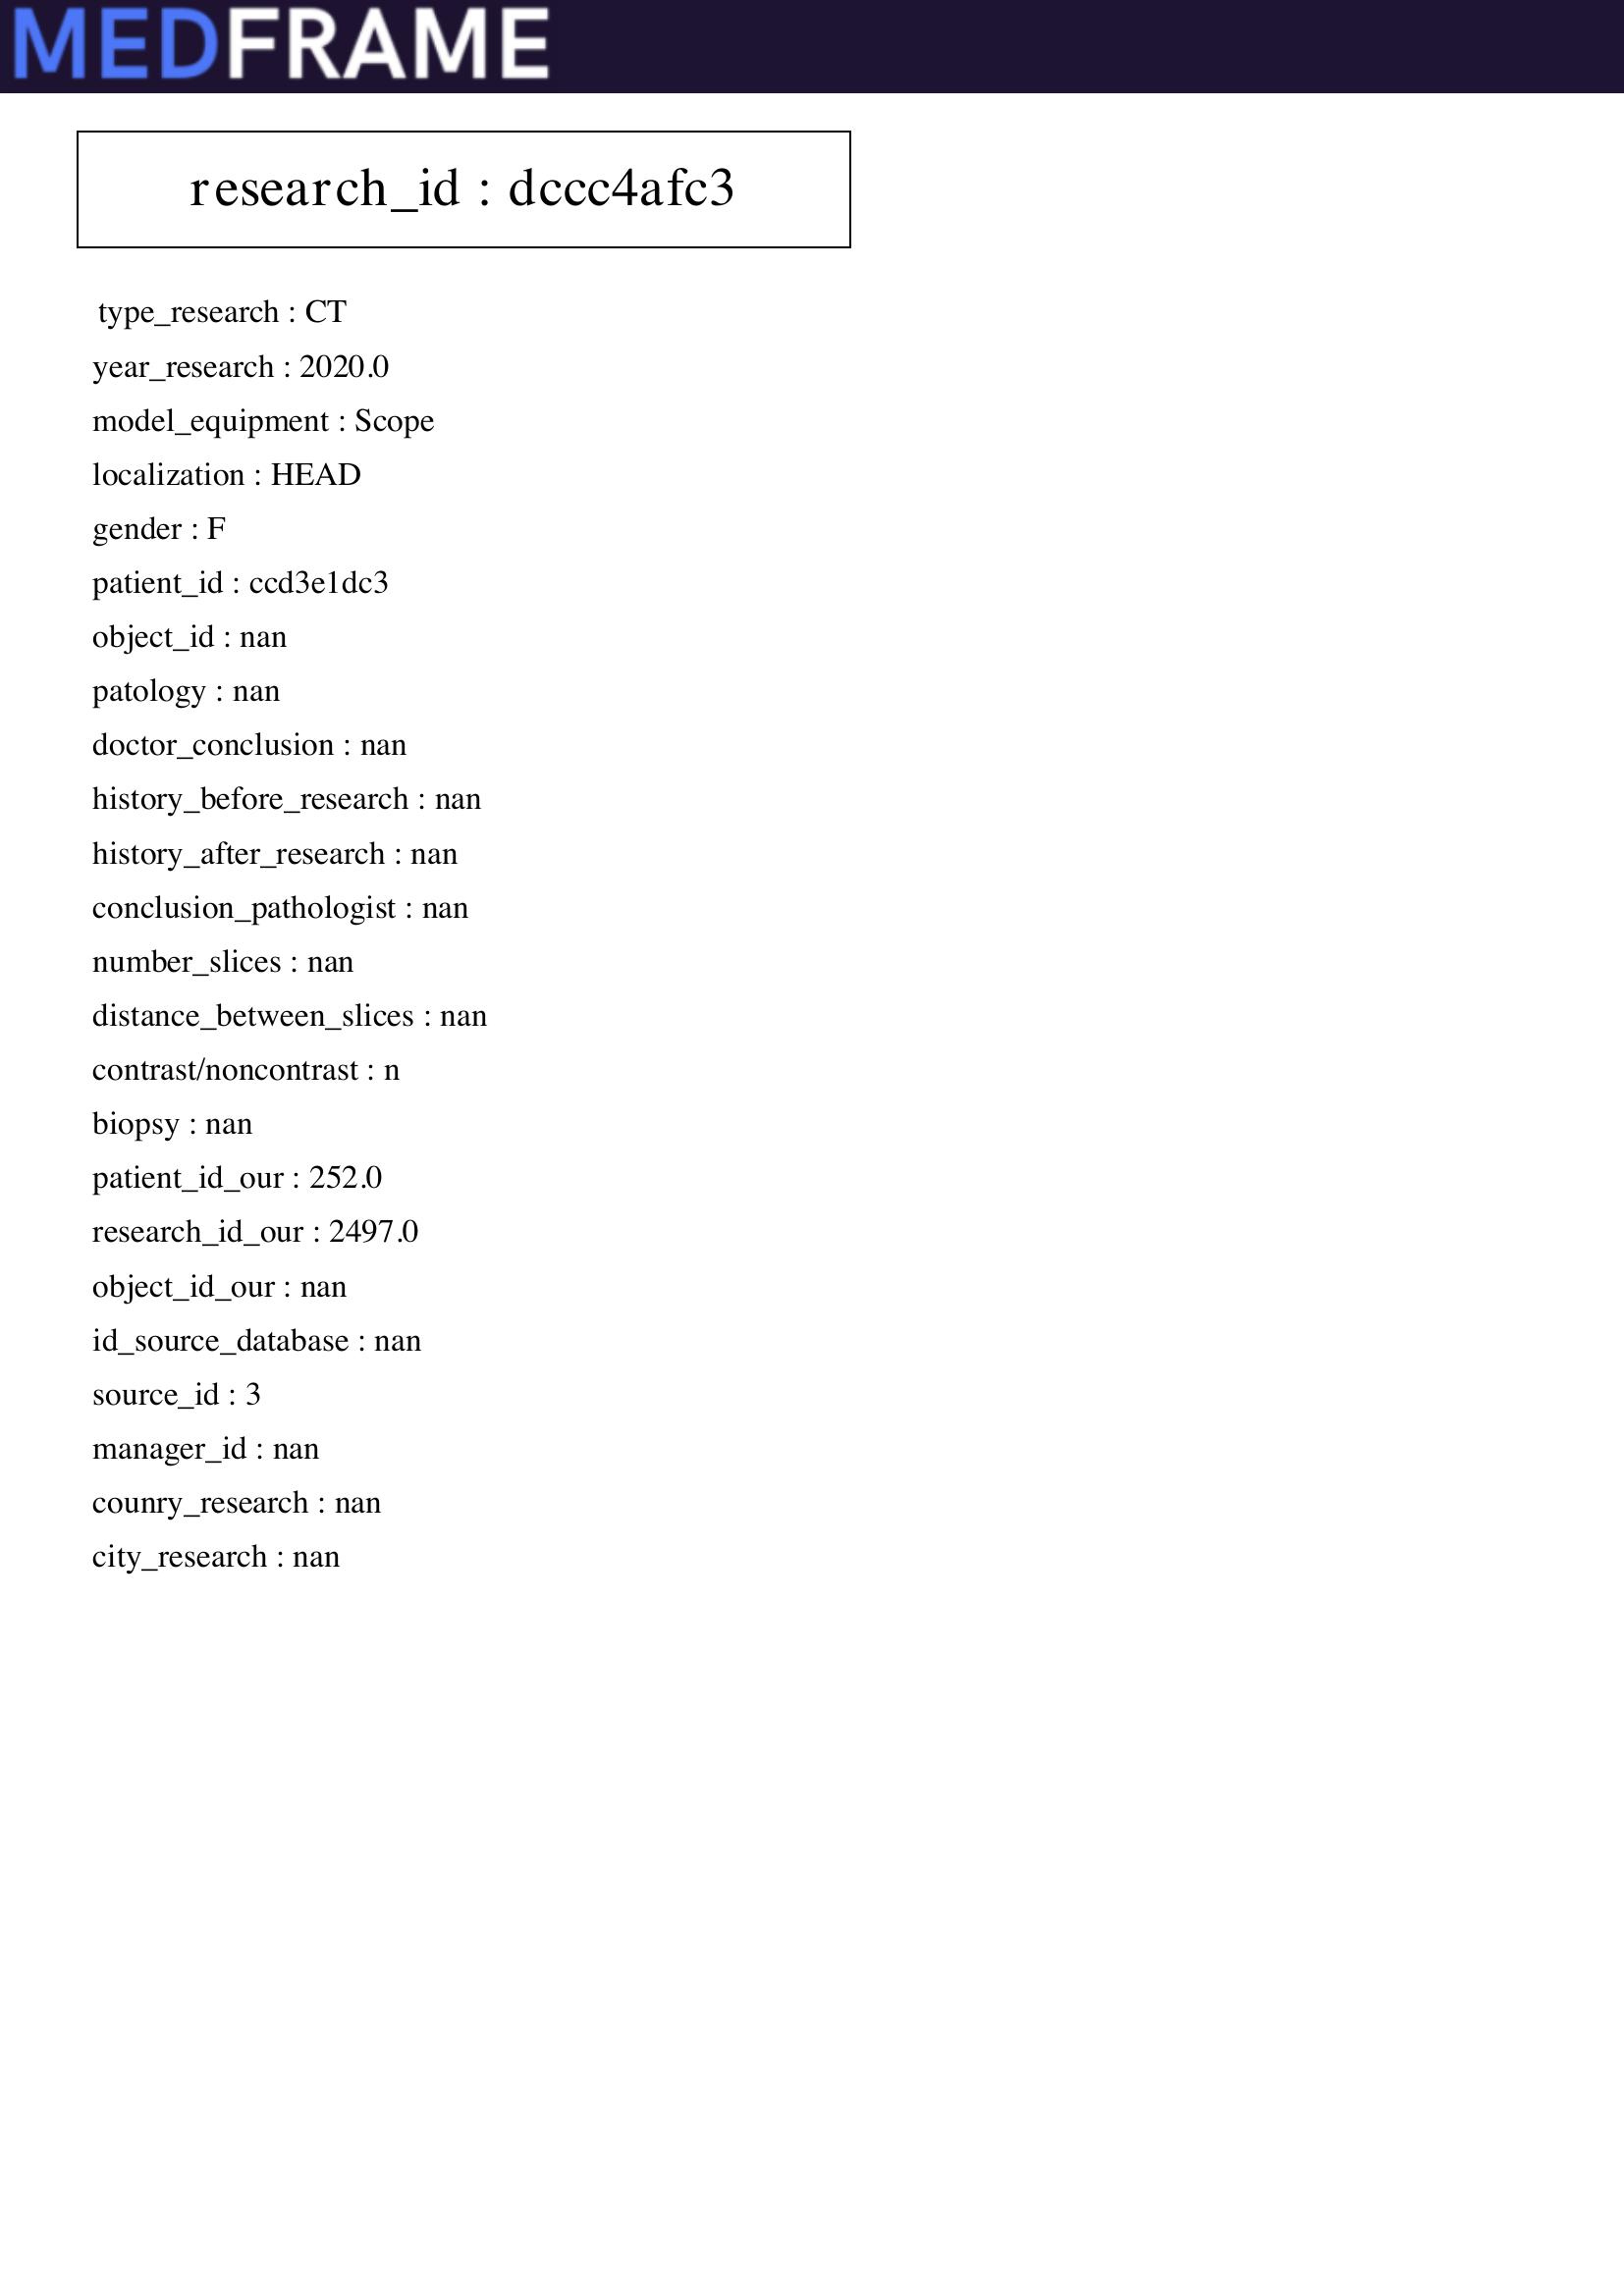 MEDFRAME
research_id : dccc4afc3
type_research : CT
year_research : 2020.0
model_equipment : Scope
localization : HEAD
gender : F
patient_id : ccd3e1dc3
object_id : nan
patology : nan
doctor_conclusion : nan
history_before_research : nan
history_after_research : nan
conclusion_pathologist : nan
number_slices : nan
distance_between_slices : nan
contrast/noncontrast : n
biopsy : nan
patient_id_our : 252.0
research_id_our : 2497.0
object_id_our : nan
id_source_database : nan
source_id : 3
manager_id : nan
counry_research : nan
city_research : nan